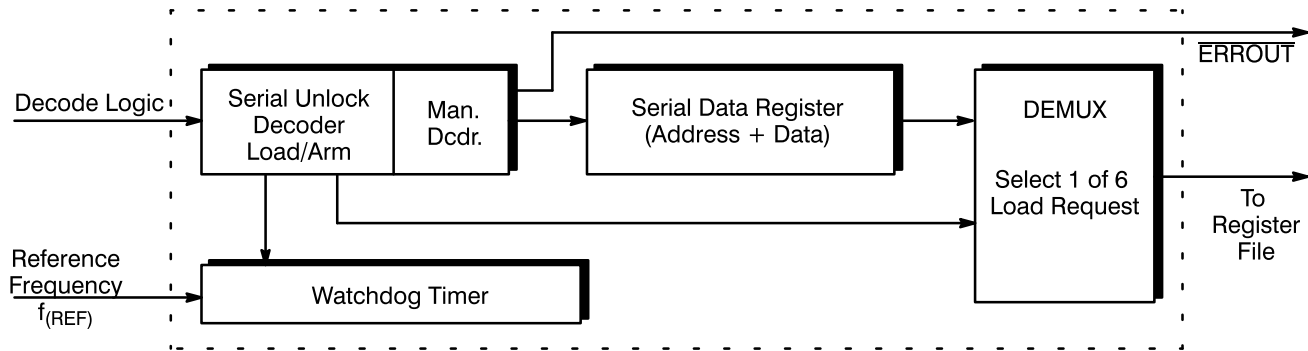 ERROUT
Decode Logic
Serial Unlock
Decoder
Load/Arm
Man.
Dcdr.
Serial Data Register
(Address + Data)
DEMUX
Select 1 of 6
Load Request
To
Register
File
Reference
Frequency
f(REF)
Watchdog Timer